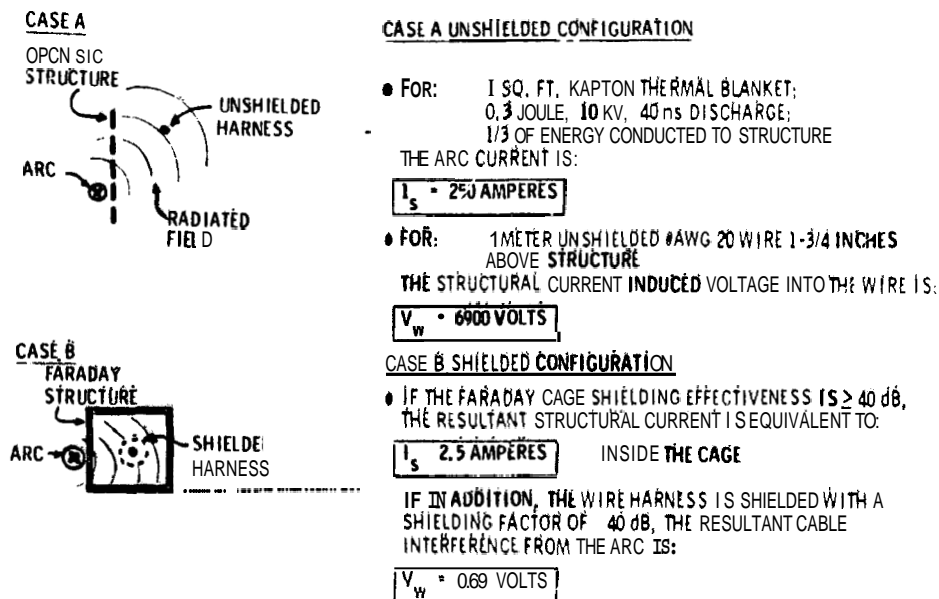 CASE A
OPCN SIC
STRUCTURE
UNSHIELDED
HARNESS
ARC
RADIATED
FIELD
CASE B
FARADAY
STRUCTURE
ARC
SHIELDE
HARNESS
CASE A UNSHIELDED CONFIGURATION
• FOR: 1 SQ. FT. KAPTON THERMAL BLANKET;
0.3 JOULE, 10 KV, 40 ns DISCHARGE;
1/3 OF ENERGY CONDUCTED TO STRUCTURE
THE ARC CURRENT IS:
I_s = 250 AMPERES
• FOR: 1 METER UNSHIELDED #AWG 20 WIRE 1-3/4 INCHES
ABOVE STRUCTURE
THE STRUCTURAL CURRENT INDUCED VOLTAGE INTO THE WIRE IS:
V_w = 6900 VOLTS
CASE B SHIELDED CONFIGURATION
• IF THE FARADAY CAGE SHIELDING EFFECTIVENESS IS ≥ 40 dB,
THE RESULTANT STRUCTURAL CURRENT IS EQUIVALENT TO:
I_s 2.5 AMPERES INSIDE THE CAGE
IF IN ADDITION, THE WIRE HARNESS IS SHIELDED WITH A
SHIELDING FACTOR OF 40 dB, THE RESULTANT CABLE
INTERFERENCE FROM THE ARC IS:
V_w = 0.69 VOLTS